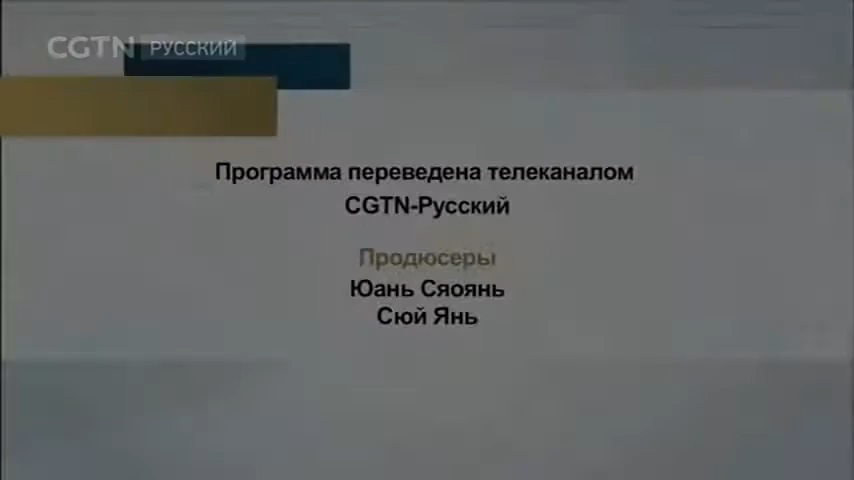 CGTN РУССКИЙ
Программа переведена телеканалом
CGTN-Русский
Продюсеры
Юань Сяоянь
Сюй Янь